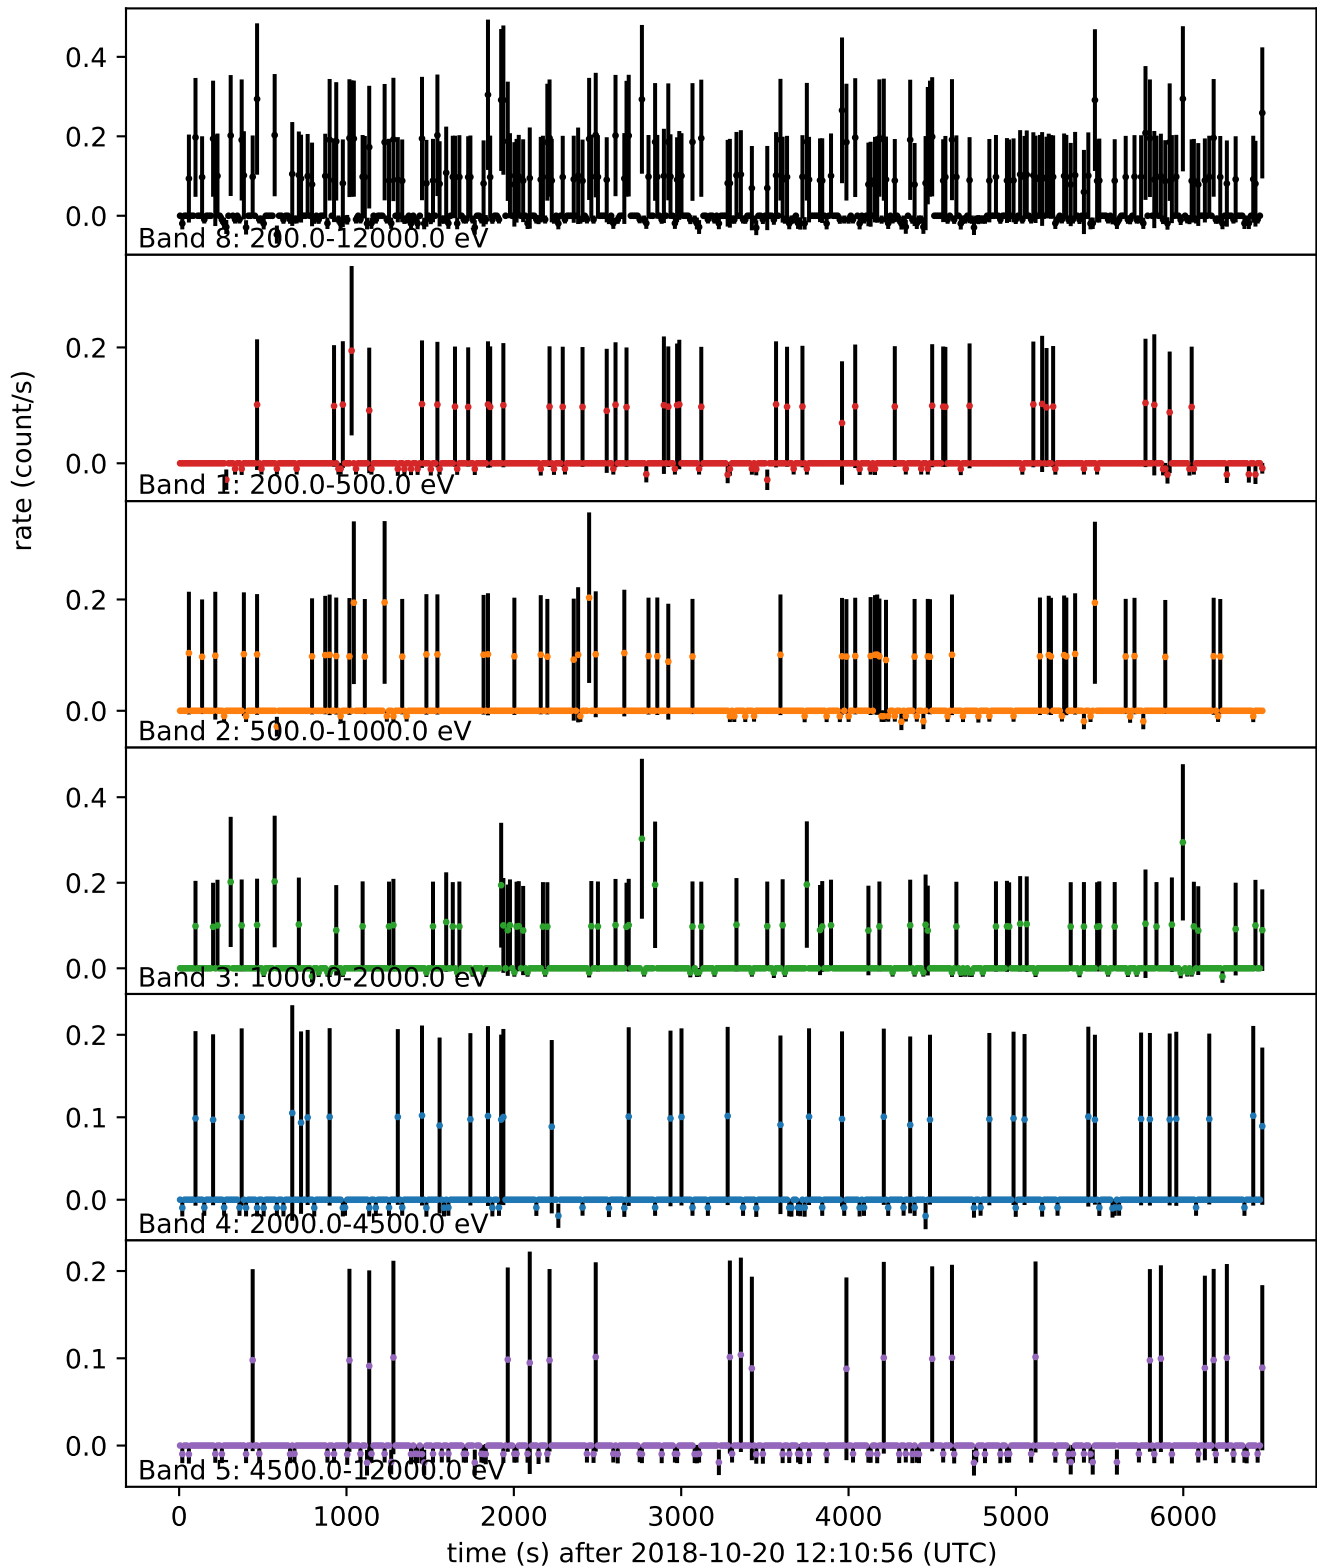 0.4
0.2
0.0
Band 8: 200.0-12000.0 eV
0.2
0.0
Band 1: 200.0-500.0 eV
rate (count/s)
0.2
0.0
Band 2: 500.0-1000.0 eV
0.4
0.2
0.0
Band 3: 1000.0-2000.0 eV
0.2
0.1
0.0
Band 4: 2000.0-4500.0 eV
0.2
0.1
0.0
Band 5: 4500.0-12000.0 eV
0 1000 2000 3000 4000 5000 6000
time (s) after 2018-10-20 12:10:56 (UTC)